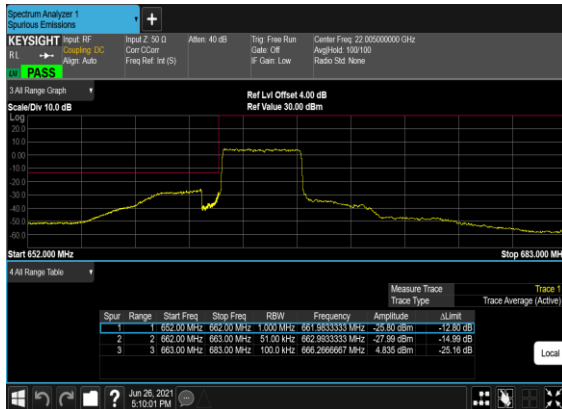 Spectrum Analyzer 1
Spurious Emissions
KEYSIGHT
RL
PASS
Input: RF
Coupling: DC
Align: Auto
Input Z: 50 Ω
Corr CCorr
Freq Ref: Int (S)
Atten: 40 dB
Trig: Free Run
Gate: Off
IF Gain: Low
Center Freq: 22.005000000 GHz
Avg|Hold: 100/100
Radio Std: None
3 All Range Graph
Scale/Div 10.0 dB
Ref Lvl Offset 4.00 dB
Ref Value 30.00 dBm
Log
20.0
10.0
0.00
-10.0
-20.0
-30.0
-40.0
-50.0
-60.0
Start 652.000 MHz
Stop 683.000 MH
4 All Range Table
Measure Trace Trace 1
Trace Type Trace Average (Active)
Spur Range Start Freq Stop Freq RBW Frequency Amplitude ΔLimit
1 1 652.00 MHz 662.00 MHz 1.000 MHz 661.9833333 MHz -25.80 dBm -12.80 dB
2 2 662.00 MHz 663.00 MHz 51.00 kHz 662.9933333 MHz -27.99 dBm -14.99 dB
3 3 663.00 MHz 683.00 MHz 100.0 kHz 666.2666667 MHz 4.835 dBm -25.16 dB
Local
?
Jun 26, 2021
5:10:01 PM